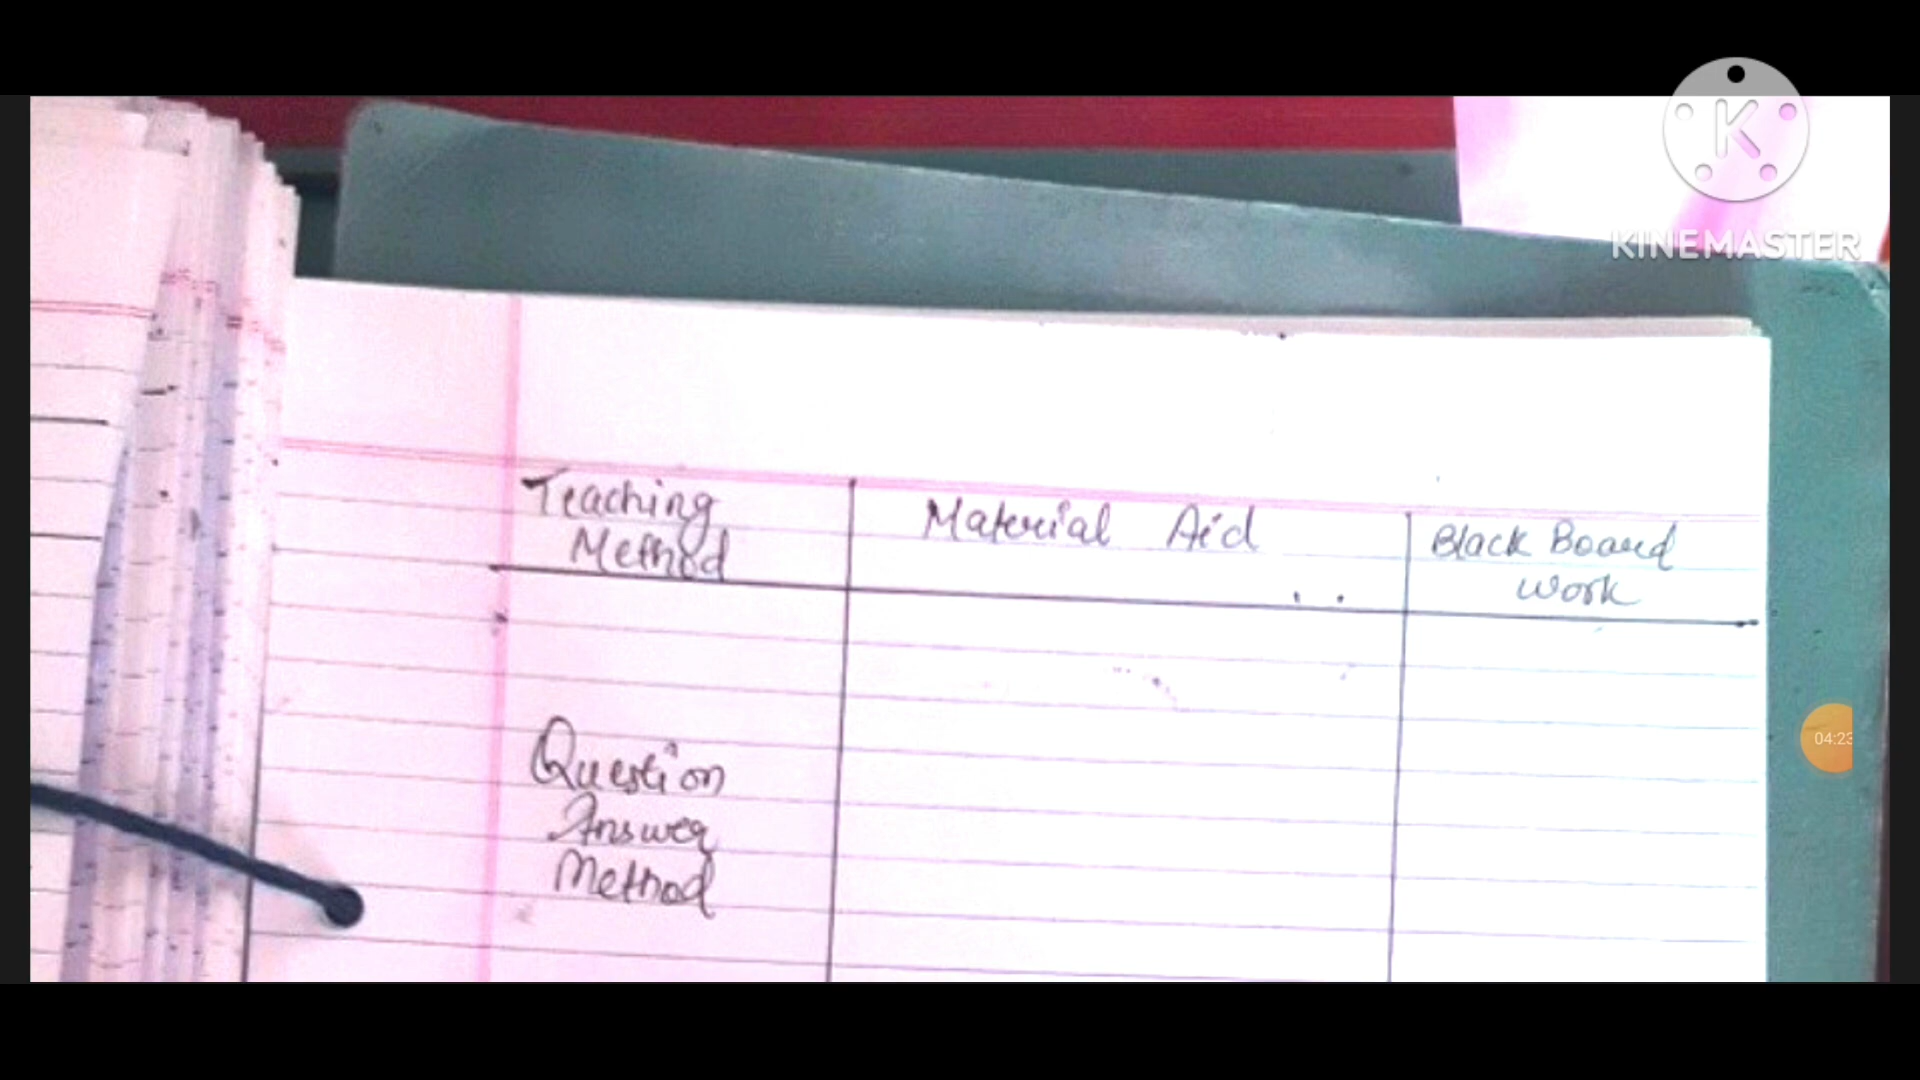 KINEMASTER
Teaching Method
Material Aid
Black Board Work
Question
Answer
Method
04:23